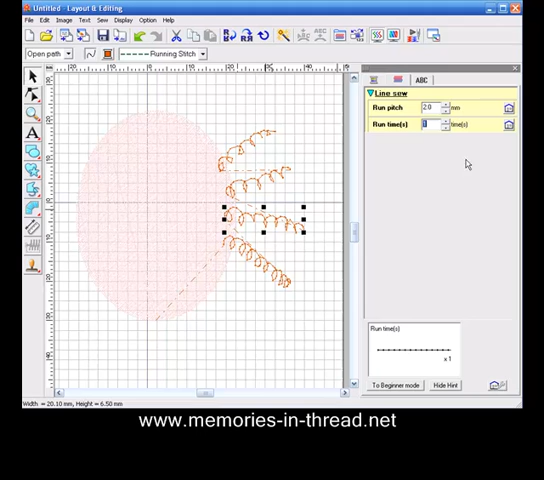 Untitled - Layout & Editing
File Edit Image Text Sew Display Option Help
Open path Running Stitch
ABC
Line sew
Run pitch 2.0 mm
Run time(s) 1 time(s)
Run time(s)
x 1
To Beginner mode Hide Hint
Width = 20.10 mm, Height = 6.50 mm
www.memories-in-thread.net